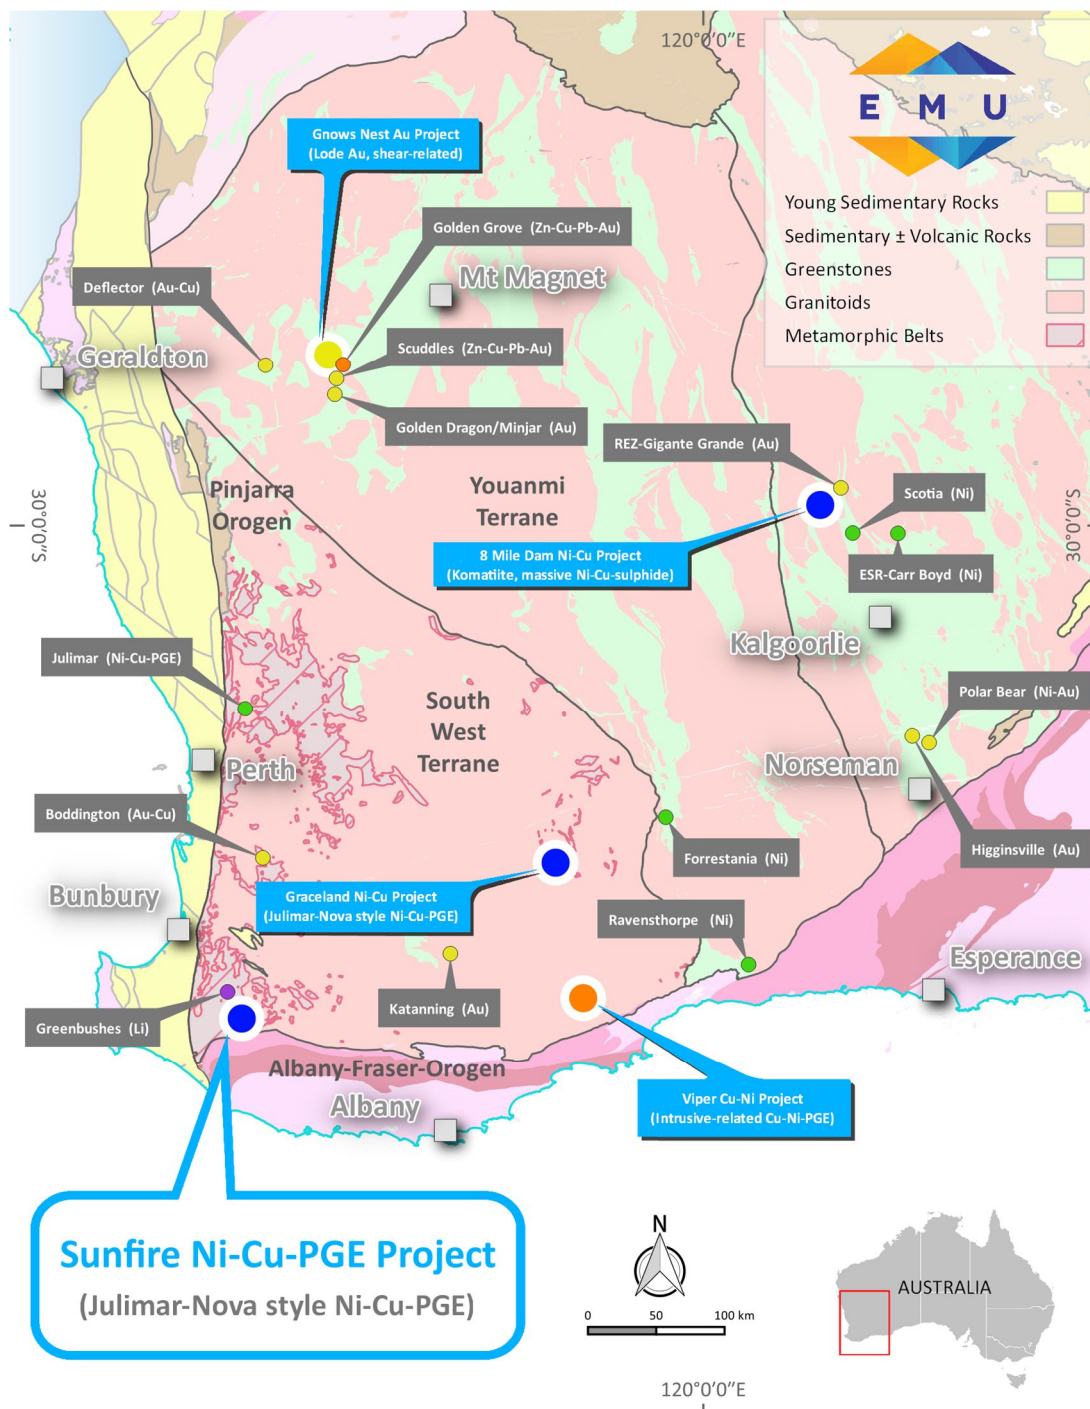 120°0'0"E
EMU
Young Sedimentary Rocks
Sedimentary ± Volcanic Rocks
Greenstones
Granitoids
Metamorphic Belts
Gnows Nest Au Project
(Lode Au, shear-related)
Golden Grove (Zn-Cu-Pb-Au)
Mt Magnet
Deflector (Au-Cu)
Geraldton
Scuddles (Zn-Cu-Pb-Au)
Golden Dragon/Minjar (Au)
REZ-Gigante Grande (Au)
Pinjarra
Orogen
Youanmi
Terrane
Scotia (Ni)
30°0'0"S
30°0'0"S
8 Mile Dam Ni-Cu Project
(Komatiite, massive Ni-Cu-sulphide)
ESR-Carr Boyd (Ni)
Kalgoorlie
Julimar (Ni-Cu-PGE)
Polar Bear (Ni-Au)
South
West
Terrane
Perth
Norseman
Boddington (Au-Cu)
Forrestania (Ni)
Higginsville (Au)
Bunbury
Graceland Ni-Cu Project
(Julimar-Nova style Ni-Cu-PGE)
Ravensthorpe (Ni)
Esperance
Greenbushes (Li)
Katanning (Au)
Albany-Fraser-Orogen
Albany
Viper Cu-Ni Project
(Intrusive-related Cu-Ni-PGE)
Sunfire Ni-Cu-PGE Project
(Julimar-Nova style Ni-Cu-PGE)
N
0 50 100 km
AUSTRALIA
120°0'0"E